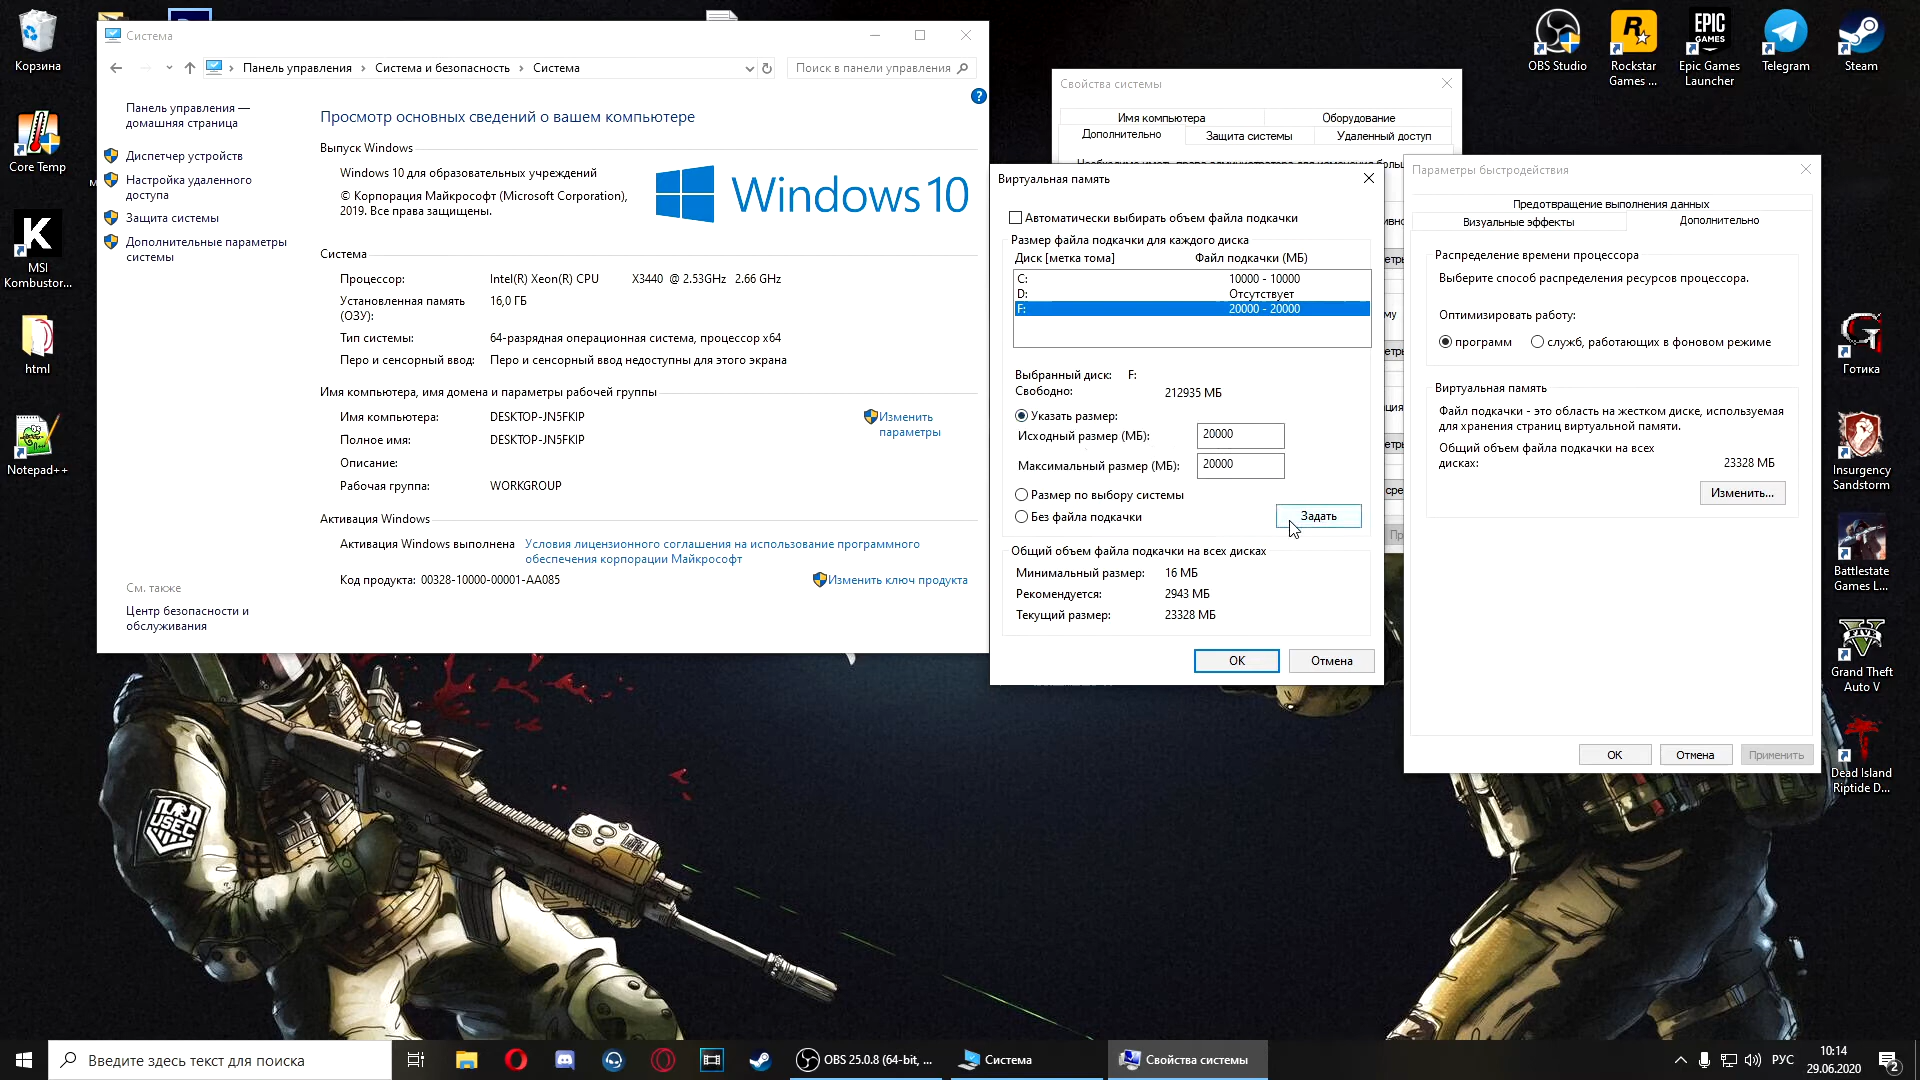 Корзина
Core Temp
MSI
Kombustor...
html
Notepad++
Система
Панель управления
Система и безопасность
Система
Поиск в панели управления
Панель управления —
домашняя страница
Диспетчер устройств
Настройка удаленного
доступа
Защита системы
Дополнительные параметры
системы
См. также
Центр безопасности и
обслуживания
Просмотр основных сведений о вашем компьютере
Выпуск Windows
Windows 10 для образовательных учреждений
© Корпорация Майкрософт (Microsoft Corporation),
2019. Все права защищены.
Windows 10
Система
Процессор: Intel(R) Xeon(R) CPU X3440 @ 2.53GHz 2.66 GHz
Установленная память
(ОЗУ):
16,0 ГБ
Тип системы: 64-разрядная операционная система, процессор x64
Перо и сенсорный ввод: Перо и сенсорный ввод недоступны для этого экрана
Имя компьютера, имя домена и параметры рабочей группы
Имя компьютера: DESKTOP-JN5FKIP
Изменить
параметры
Полное имя: DESKTOP-JN5FKIP
Описание:
Рабочая группа: WORKGROUP
Активация Windows
Активация Windows выполнена Условия лицензионного соглашения на использование программного
обеспечения корпорации Майкрософт
Код продукта: 00328-10000-00001-AA085
Изменить ключ продукта
Свойства системы
Имя компьютера
Оборудование
Дополнительно
Защита системы
Удаленный доступ
Виртуальная память
Автоматически выбирать объем файла подкачки
Размер файла подкачки для каждого диска
Диск [метка тома] Файл подкачки (МБ)
C: 10000 - 10000
D: Отсутствует
F: 20000 - 20000
Выбранный диск: F:
Свободно: 212935 МБ
Указать размер:
Исходный размер (МБ): 20000
Максимальный размер (МБ): 20000
Размер по выбору системы
Без файла подкачки
Задать
Общий объем файла подкачки на всех дисках
Минимальный размер: 16 МБ
Рекомендуется: 2943 МБ
Текущий размер: 23328 МБ
ОК
Отмена
Параметры быстродействия
Предотвращение выполнения данных
Визуальные эффекты
Дополнительно
Распределение времени процессора
Выберите способ распределения ресурсов процессора.
Оптимизировать работу:
программ
служб, работающих в фоновом режиме
Виртуальная память
Файл подкачки - это область на жестком диске, используемая
для хранения страниц виртуальной памяти.
Общий объем файла подкачки на всех
дисках:
23328 МБ
Изменить...
ОК
Отмена
Применить
OBS Studio
Rockstar
Games ...
EPIC
GAMES
Epic Games
Launcher
Telegram
Steam
Готика
Insurgency
Sandstorm
Battlestate
Games L...
FIVE
Grand Theft
Auto V
Dead Island
Riptide D...
USEC
Введите здесь текст для поиска
OBS 25.0.8 (64-bit, ...
Система
Свойства системы
РУС
10:14
29.06.2020
2